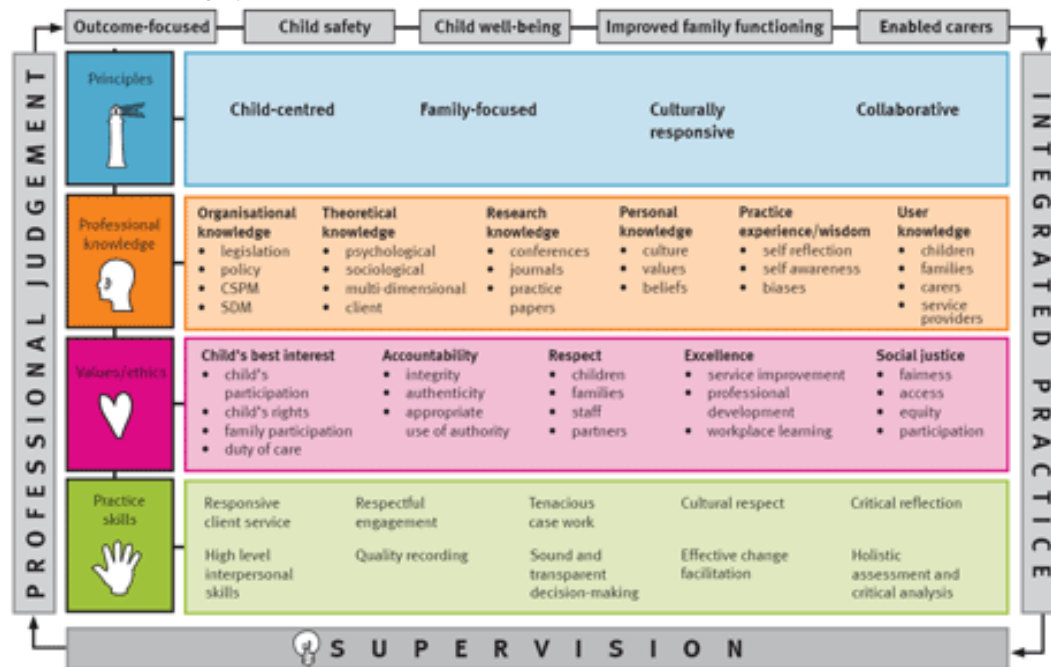 Outcome-focused
Child safety
Child well-being
Improved family functioning
Enabled carers
PROFESSIONAL JUDGEMENT
INTEGRATED PRACTICE
Principles
Child-centred
Family-focused
Culturally
responsive
Collaborative
Professional
knowledge
Organisational
knowledge
• legislation
• policy
• CSPM
• SDM
Theoretical
knowledge
• psychological
• sociological
• multi-dimensional
• client
Research
knowledge
• conferences
• journals
• practice
papers
Personal
knowledge
• culture
• values
• beliefs
Practice
experience/wisdom
• self reflection
• self awareness
• biases
User
knowledge
• children
• families
• carers
• service
providers
Values/ethics
Child's best interest
• child's
participation
• child's rights
• family participation
• duty of care
Accountability
• integrity
• authenticity
• appropriate
use of authority
Respect
• children
• families
• staff
• partners
Excellence
• service improvement
• professional
development
• workplace learning
Social justice
• fairness
• access
• equity
• participation
Practice
skills
Responsive
client service
Respectful
engagement
Tenacious
case work
Cultural respect
Critical reflection
High level
interpersonal
skills
Quality recording
Sound and
transparent
decision-making
Effective change
facilitation
Holistic
assessment and
critical analysis
SUPERVISION